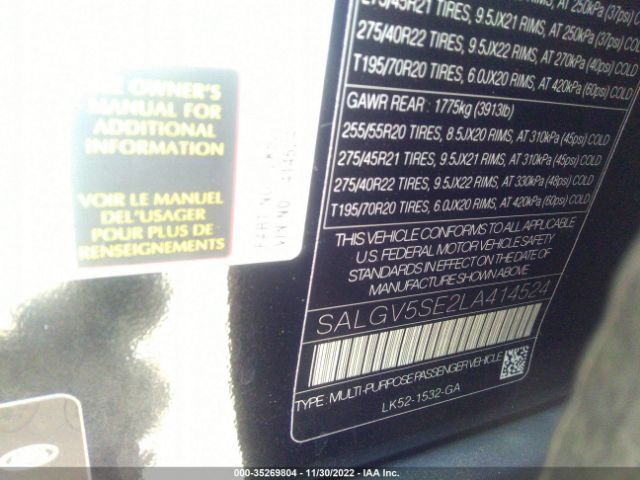 OWNER'S
MANUAL FOR
ADDITIONAL
INFORMATION
VOIR LE MANUEL
DEL'USAGER
POUR PLUS DE
RENSEIGNEMENTS
PART N
VIN NO 414524
275/45R21 TIRES, 9.5JX21 RIMS, AT 250kPa (37psi) COLD
275/40R22 TIRES, 9.5JX22 RIMS, AT 270kPa (40psi) COLD
T195/70R20 TIRES, 6.0JX20 RIMS, AT 420kPa (60psi) COLD
GAWR REAR : 1775kg (3913lb)
255/55R20 TIRES, 8.5JX20 RIMS, AT 310kPa (45psi) COLD
275/45R21 TIRES, 9.5JX21 RIMS, AT 310kPa (45psi) COLD
275/40R22 TIRES, 9.5JX22 RIMS, AT 330kPa (48psi) COLD
T195/70R20 TIRES, 6.0JX20 RIMS, AT 420kPa (60psi) COLD
THIS VEHICLE CONFORMS TO ALL APPLICABLE
U.S. FEDERAL MOTOR VEHICLE SAFETY
STANDARDS IN EFFECT ON THE DATE OF
MANUFACTURE SHOWN ABOVE
SALGV5SE2LA414524
TYPE : MULTI-PURPOSE PASSENGER VEHICLE
LK52-1532-GA
000-35269804 - 11/30/2022 - IAA Inc.